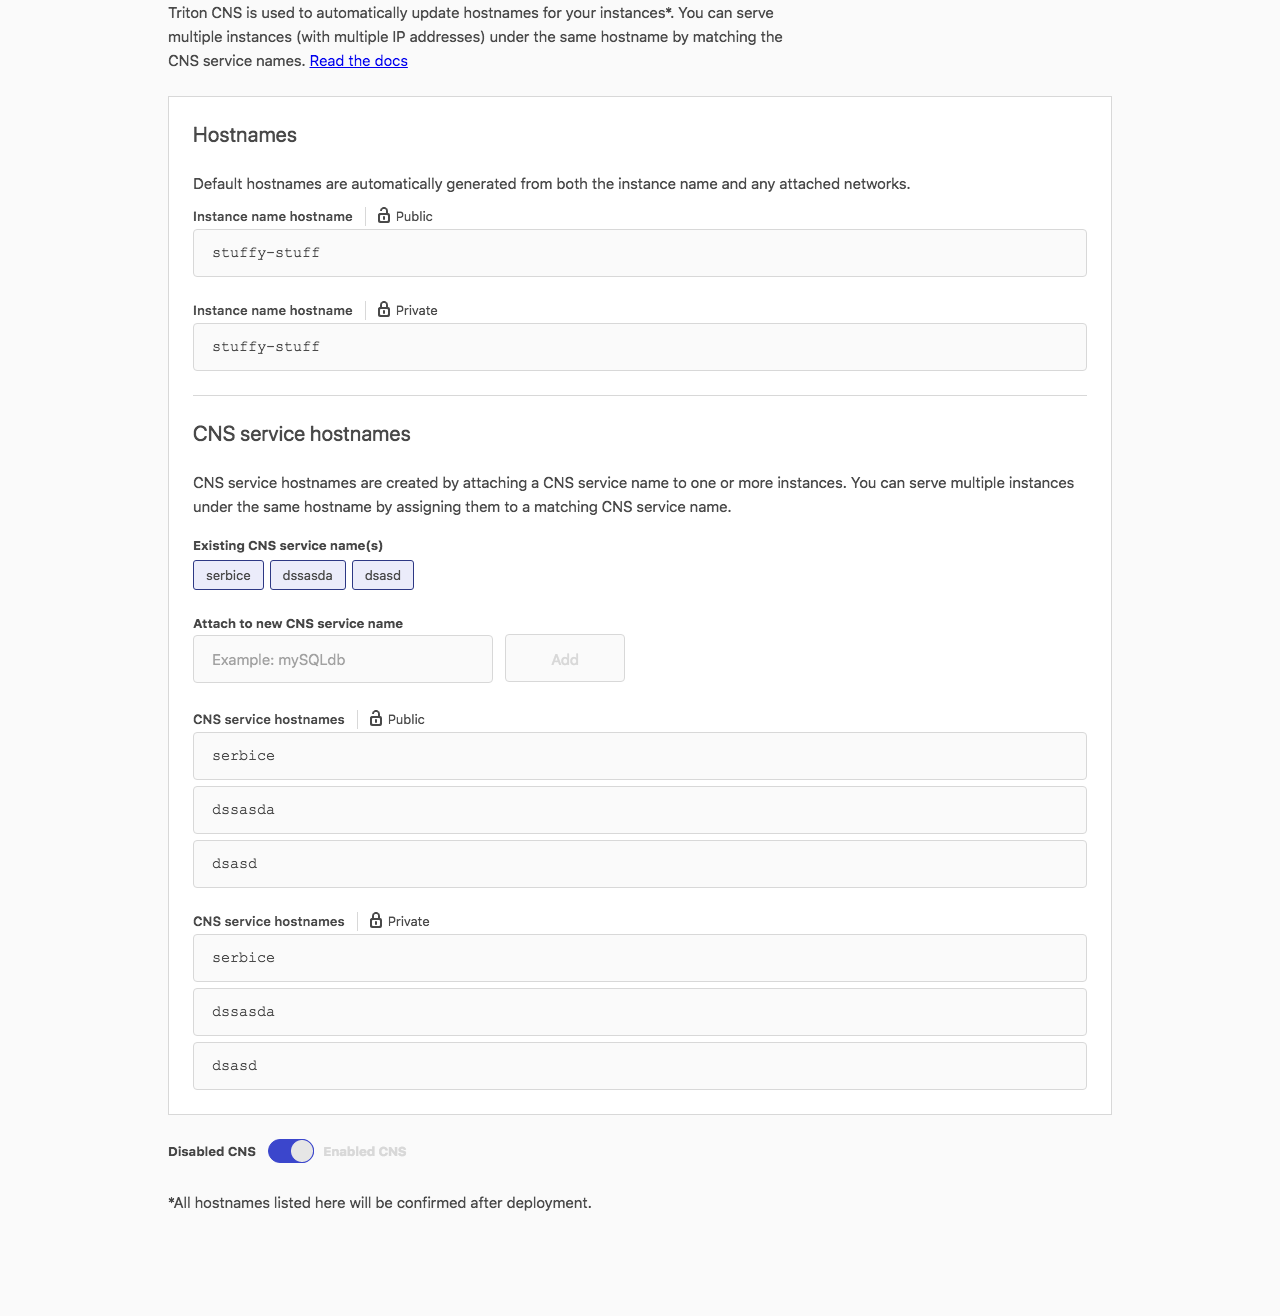 Triton CNS is used to automatically update hostnames for your instances*. You can serve
multiple instances (with multiple IP addresses) under the same hostname by matching the
CNS service names. Read the docs
Hostnames
Default hostnames are automatically generated from both the instance name and any attached networks.
Instance name hostname Public
stuffy-stuff
Instance name hostname Private
stuffy-stuff
CNS service hostnames
CNS service hostnames are created by attaching a CNS service name to one or more instances. You can serve multiple instances
under the same hostname by assigning them to a matching CNS service name.
Existing CNS service name(s)
serbice dssasda dsasd
Attach to new CNS service name
Example: mySQLdb Add
CNS service hostnames Public
serbice
dssasda
dsasd
CNS service hostnames Private
serbice
dssasda
dsasd
Disabled CNS Enabled CNS
*All hostnames listed here will be confirmed after deployment.